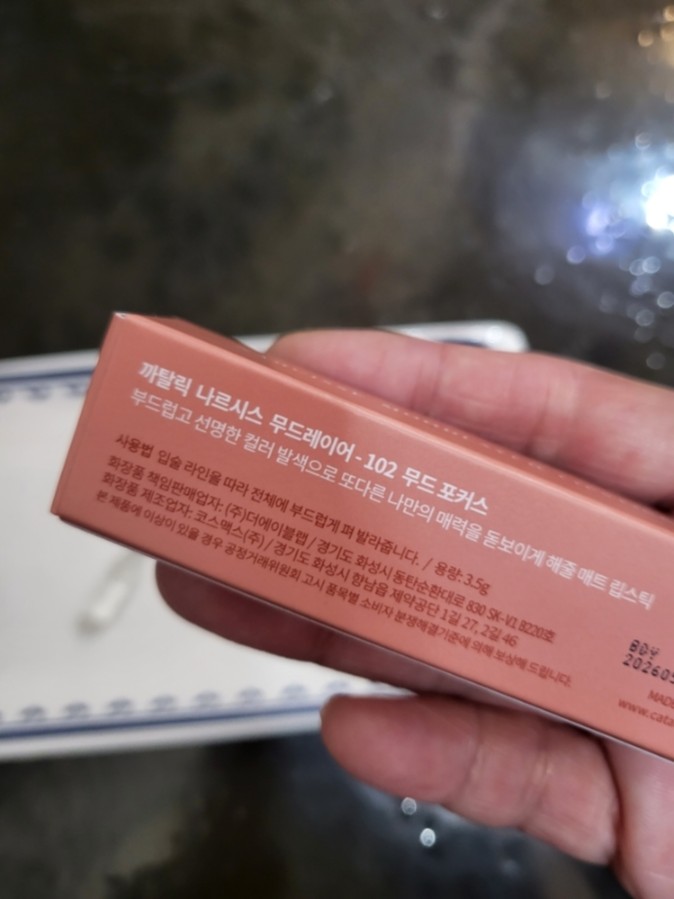 까탈릭 나르시스 무드레이어 - 102 무드 포커스
부드럽고 선명한 컬러 발색으로 또다른 나만의 매력을 돋보이게 해줄 매트 립스틱
사용법 입술 라인을 따라 전체에 부드럽게 펴 발라줍니다. / 용량: 3.5g
화장품 책임판매업자: (주)더에이블랩 / 경기도 화성시 동탄순환대로 830 SK-V1 B220호
화장품 제조업자: 코스맥스(주) / 경기도 화성시 향남읍 제약공단 1길 27, 2길 46
본 제품에 이상이 있을 경우 공정거래위원회 고시 품목별 소비자 분쟁해결기준에 의해 보상해 드립니다.
202605
MADE
www.cata